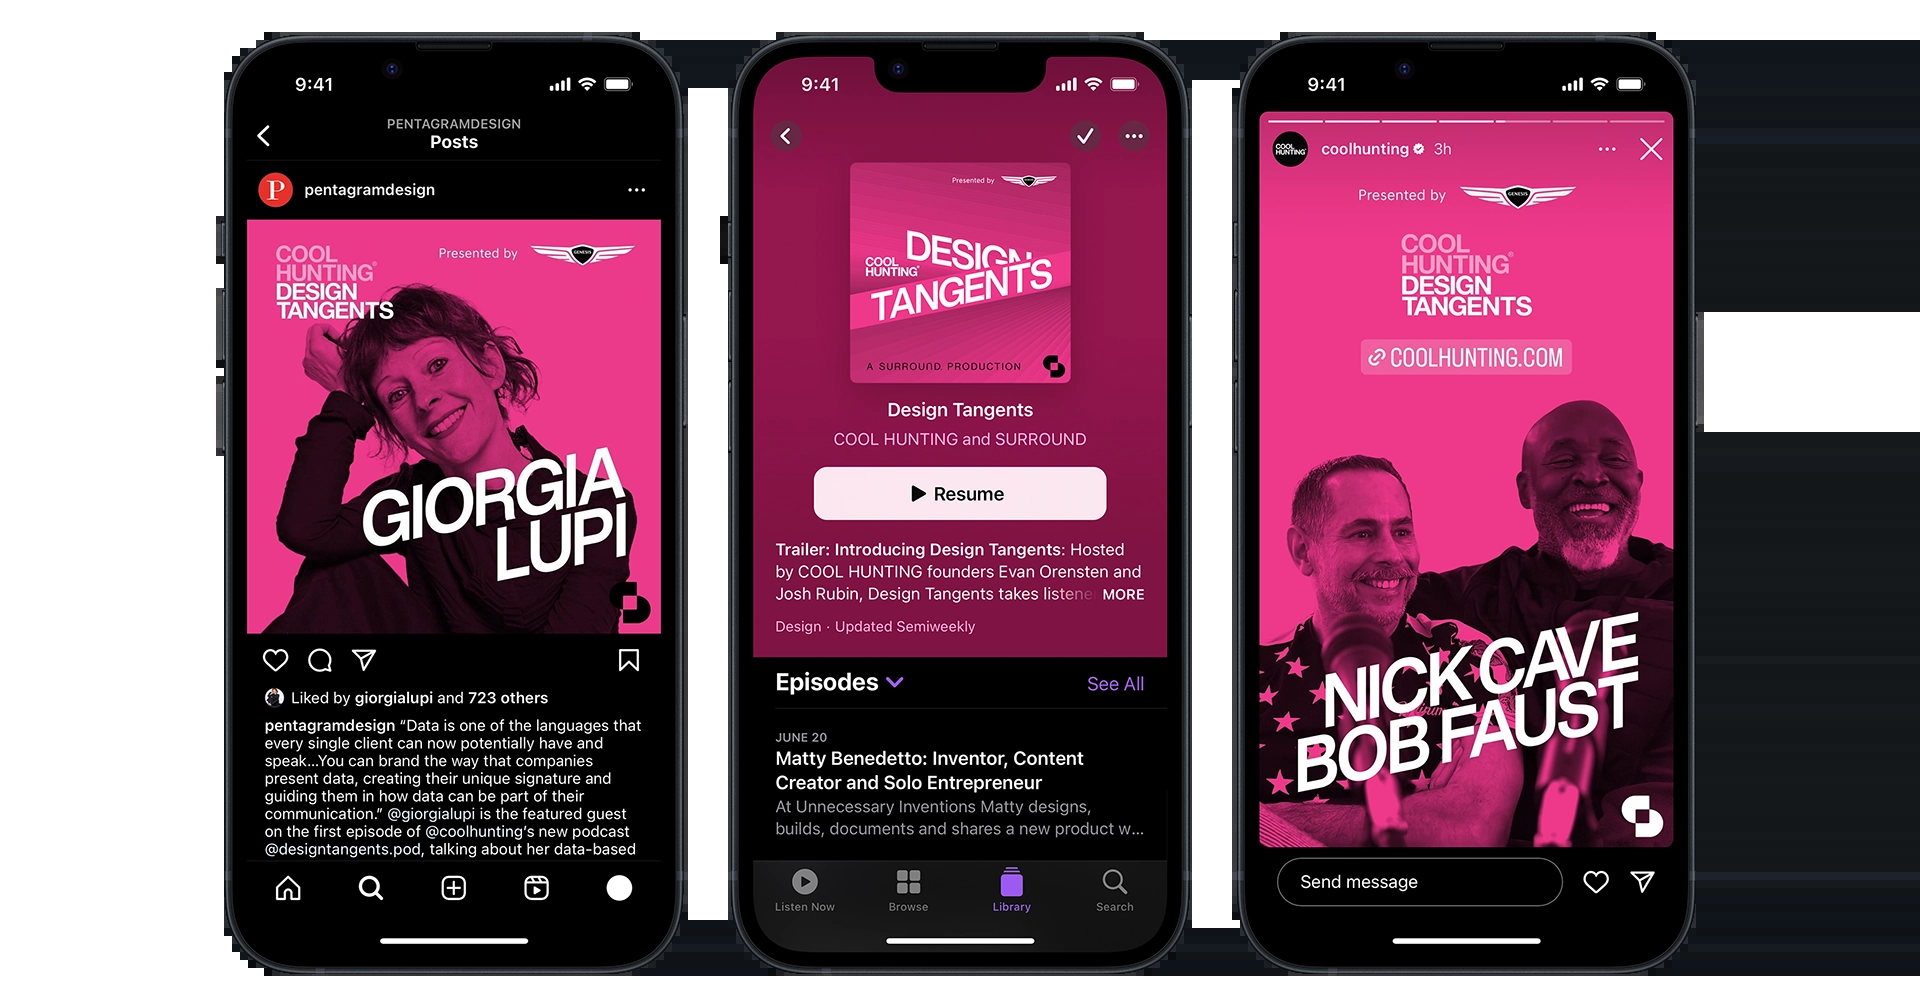 9:41
PENTAGRAMDESIGN
Posts
P
pentagramdesign
COOL
HUNTING®
DESIGN
TANGENTS
Presented by
GENESIS
GIORGIA
LUPI
Liked by giorgialupi and 723 others
pentagramdesign “Data is one of the languages that
every single client can now potentially have and
speak...You can brand the way that companies
present data, creating their unique signature and
guiding them in how data can be part of their
communication.” @giorgialupi is the featured guest
on the first episode of @coolhunting’s new podcast
@designtangents.pod, talking about her data-based
9:41
Presented by
COOL
HUNTING®
DESIGN
TANGENTS
A SURROUND. PRODUCTION
Design Tangents
COOL HUNTING and SURROUND
Resume
Trailer: Introducing Design Tangents: Hosted
by COOL HUNTING founders Evan Orensten and
Josh Rubin, Design Tangents takes listene MORE
Design · Updated Semiweekly
Episodes
See All
JUNE 20
Matty Benedetto: Inventor, Content
Creator and Solo Entrepreneur
At Unnecessary Inventions Matty designs,
builds, documents and shares a new product w...
Listen Now
Browse
Library
Search
9:41
COOL
HUNTING
coolhunting 3h
Presented by
GENESIS
COOL
HUNTING®
DESIGN
TANGENTS
COOLHUNTING.COM
NICK CAVE
BOB FAUST
Send message